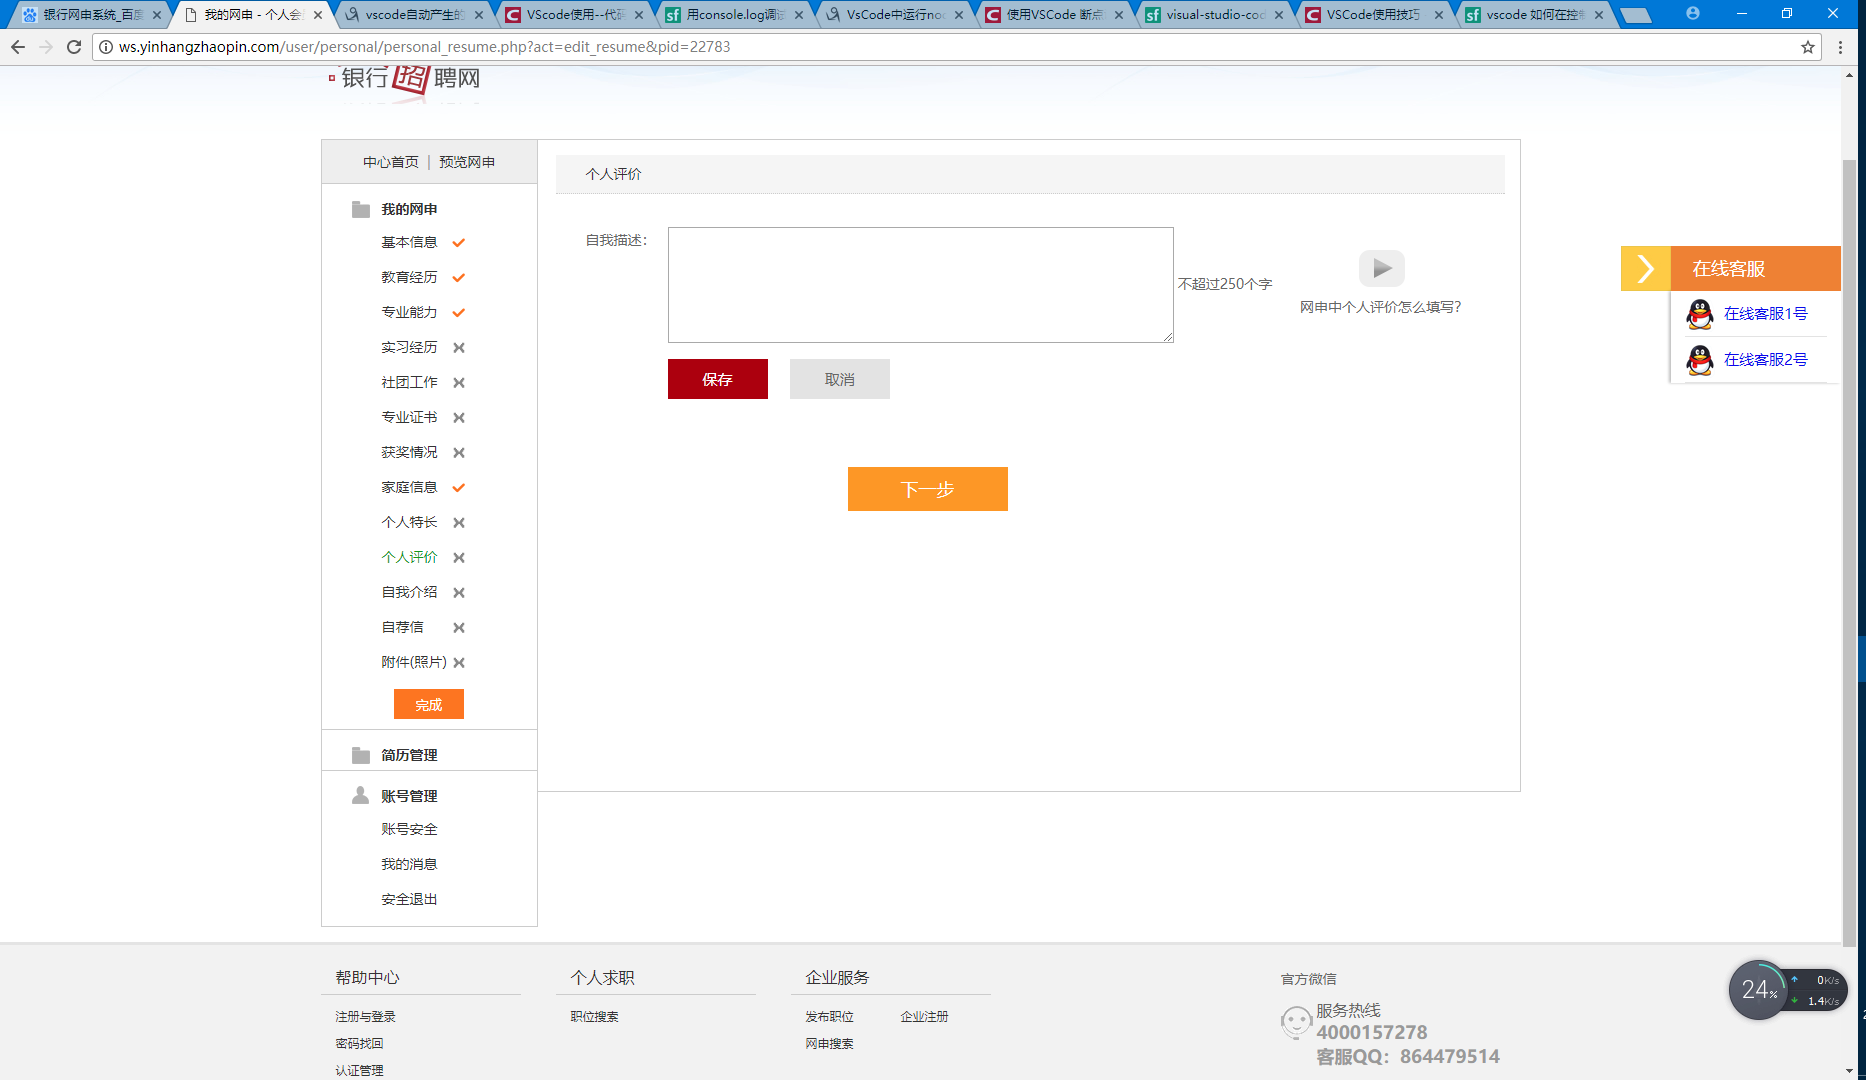 银行网申系统_百度
我的网申 - 个人会
vscode自动产生的
VScode使用--代码
用console.log调试
VsCode中运行noc
使用VSCode 断点
visual-studio-cod
VSCode使用技巧
vscode 如何在控制
ws.yinhangzhaopin.com/user/personal/personal_resume.php?act=edit_resume&pid=22783
银行招聘网
中心首页 | 预览网申
我的网申
基本信息
教育经历
专业能力
实习经历
社团工作
专业证书
获奖情况
家庭信息
个人特长
个人评价
自我介绍
自荐信
附件(照片)
完成
简历管理
账号管理
账号安全
我的消息
安全退出
个人评价
自我描述：
不超过250个字
网申中个人评价怎么填写?
保存
取消
下一步
在线客服
在线客服1号
在线客服2号
帮助中心
注册与登录
密码找回
认证管理
个人求职
职位搜索
企业服务
发布职位
企业注册
网申搜索
官方微信
服务热线
4000157278
客服QQ：864479514
24%
0K/s
1.4K/s